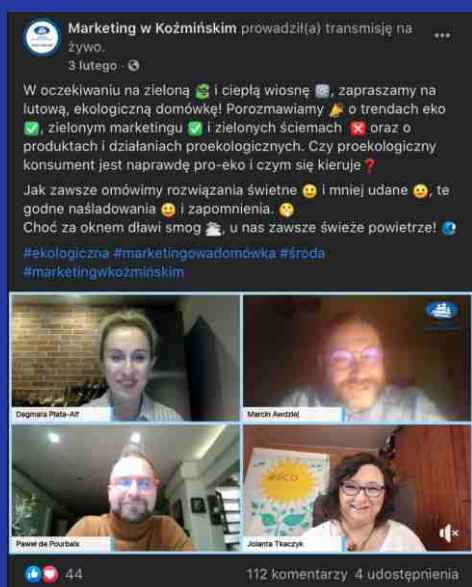 Marketing w Koźmińskim prowadził(a) transmisję na
żywo.
3 lutego ·
W oczekiwaniu na zieloną i ciepłą wiosnę, zapraszamy na
lutową, ekologiczną domówkę! Porozmawiamy o trendach eko
, zielonym marketingu i zielonych ściemach oraz o
produktach i działaniach proekologicznych. Czy proekologiczny
konsument jest naprawdę pro-eko i czym się kieruje ❓
Jak zawsze omówimy rozwiązania świetne i mniej udane, te
godne naśladowania i zapomnienia.
Choć za oknem dławi smog, u nas zawsze świeże powietrze!
#ekologiczna #marketingowadomówka #środa
#marketingwkoźmińskim
Dagmara Plata-Alf
Marcin Awdziej
Paweł de Pourbaix
#ECO
Jolanta Tkaczyk
44
112 komentarzy 4 udostępnienia